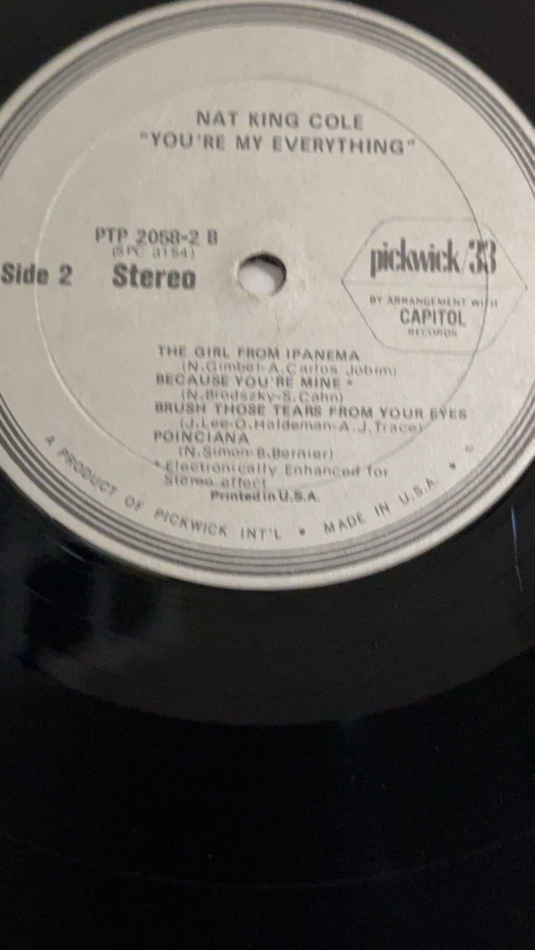 NAT KING COLE
"YOU'RE MY EVERYTHING"
PTP 2058-2 B
(SPC 3154)
Side 2 Stereo
pickwick/33
BY ARRANGEMENT WITH
CAPITOL
RECORDS
THE GIRL FROM IPANEMA
(N. Gimbel-A. Carlos Jobim)
BECAUSE YOU'RE MINE *
(N. Brodszky-S. Cahn)
BRUSH THOSE TEARS FROM YOUR EYES
(J. Lee-O. Haldeman-A. J. Trace)
POINCIANA
(N. Simon-B. Bernier)
* Electronically Enhanced for
Stereo effect
Printed in U.S.A.
A PRODUCT OF PICKWICK INT'L • MADE IN U.S.A. •